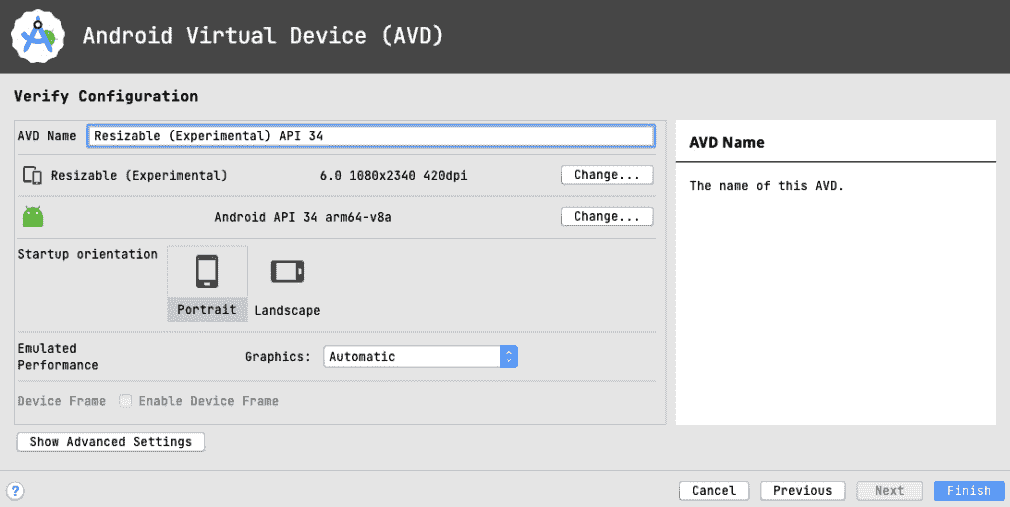 Android Virtual Device (AVD)
Verify Configuration
AVD Name Resizable (Experimental) API 34
Resizable (Experimental) 6.0 1080x2340 420dpi Change...
Android API 34 arm64-v8a Change...
Startup orientation
Portrait Landscape
Emulated
Performance
Graphics: Automatic
Device Frame Enable Device Frame
Show Advanced Settings
AVD Name
The name of this AVD.
? Cancel Previous Next Finish